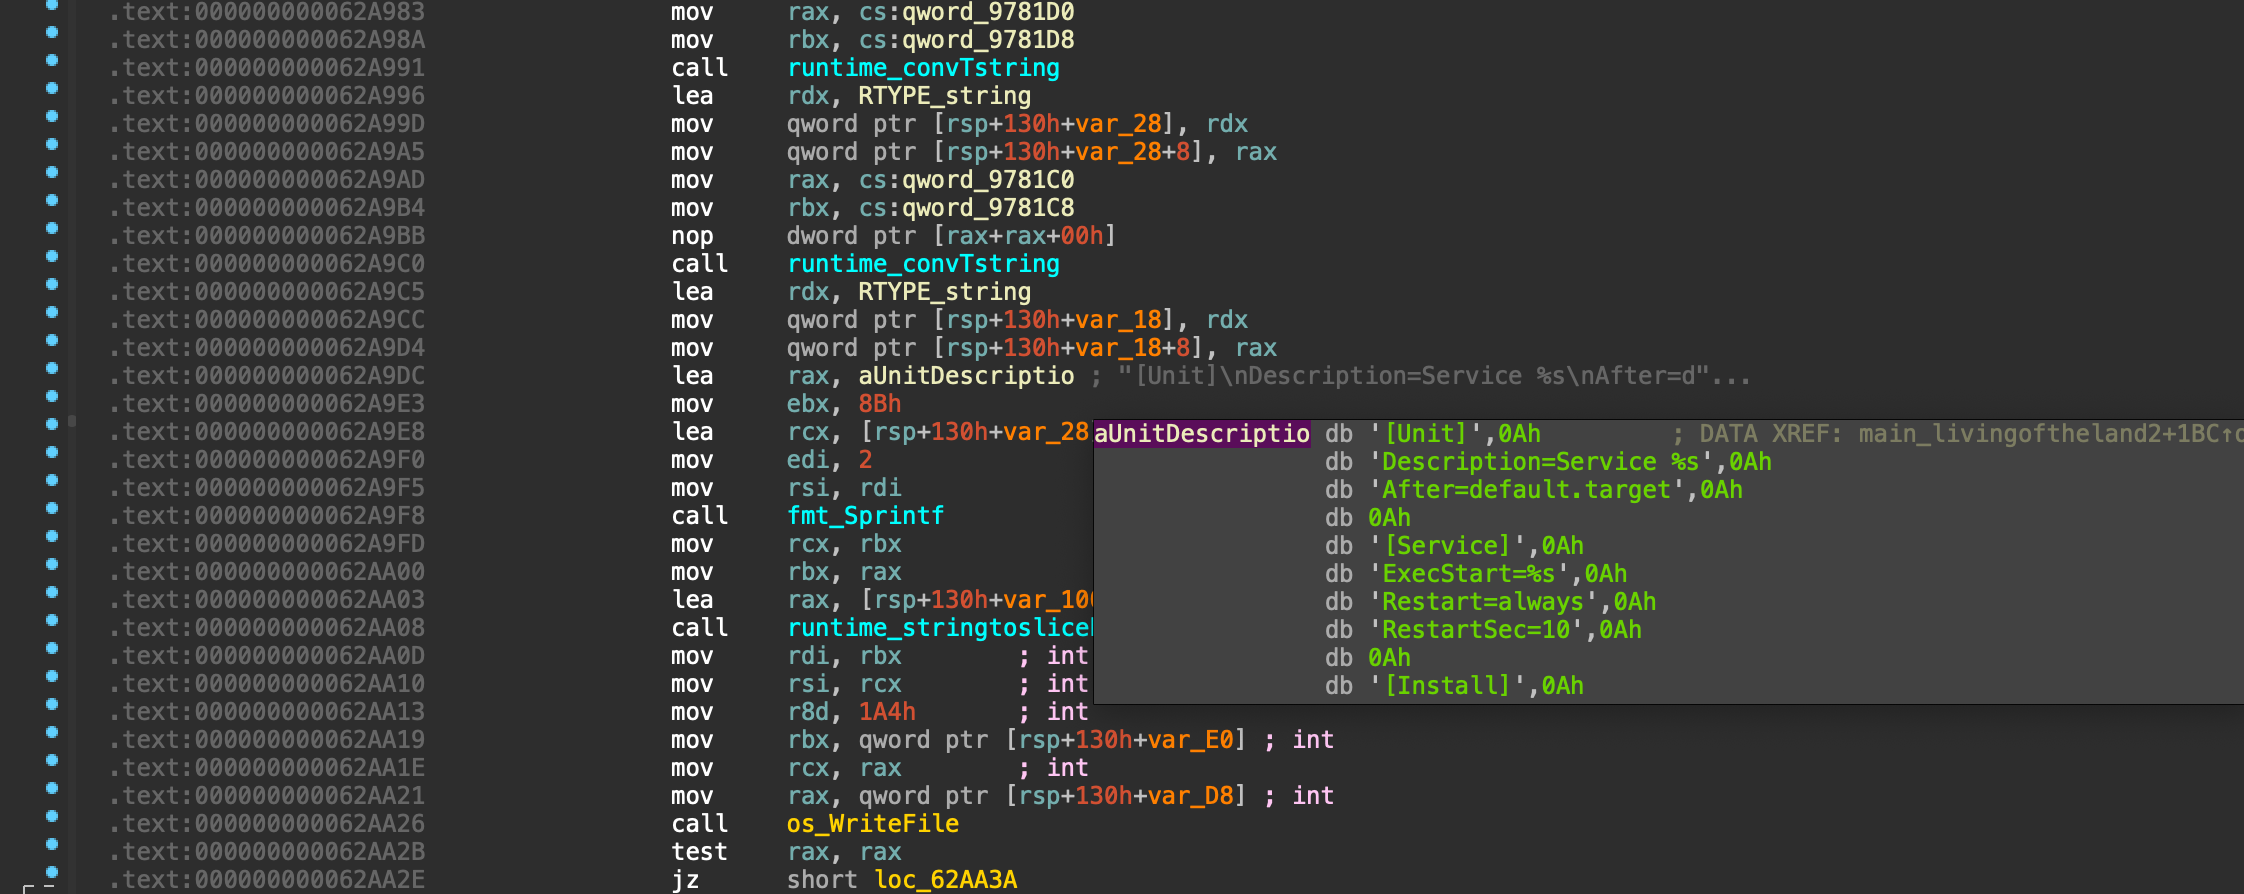 .text:000000000062A983 mov rax, cs:qword_9781D0
.text:000000000062A98A mov rbx, cs:qword_9781D8
.text:000000000062A991 call runtime_convTstring
.text:000000000062A996 lea rdx, RTYPE_string
.text:000000000062A99D mov qword ptr [rsp+130h+var_28], rdx
.text:000000000062A9A5 mov qword ptr [rsp+130h+var_28+8], rax
.text:000000000062A9AD mov rax, cs:qword_9781C0
.text:000000000062A9B4 mov rbx, cs:qword_9781C8
.text:000000000062A9BB nop dword ptr [rax+rax+00h]
.text:000000000062A9C0 call runtime_convTstring
.text:000000000062A9C5 lea rdx, RTYPE_string
.text:000000000062A9CC mov qword ptr [rsp+130h+var_18], rdx
.text:000000000062A9D4 mov qword ptr [rsp+130h+var_18+8], rax
.text:000000000062A9DC lea rax, aUnitDescriptio ; "[Unit]\nDescription=Service %s\nAfter=d"...
.text:000000000062A9E3 mov ebx, 8Bh
.text:000000000062A9E8 lea rcx, [rsp+130h+var_28
.text:000000000062A9F0 mov edi, 2
.text:000000000062A9F5 mov rsi, rdi
.text:000000000062A9F8 call fmt_Sprintf
.text:000000000062A9FD mov rcx, rbx
.text:000000000062AA00 mov rbx, rax
.text:000000000062AA03 lea rax, [rsp+130h+var_100
.text:000000000062AA08 call runtime_stringtoslice
.text:000000000062AA0D mov rdi, rbx ; int
.text:000000000062AA10 mov rsi, rcx ; int
.text:000000000062AA13 mov r8d, 1A4h ; int
.text:000000000062AA19 mov rbx, qword ptr [rsp+130h+var_E0] ; int
.text:000000000062AA1E mov rcx, rax ; int
.text:000000000062AA21 mov rax, qword ptr [rsp+130h+var_D8] ; int
.text:000000000062AA26 call os_WriteFile
.text:000000000062AA2B test rax, rax
.text:000000000062AA2E jz short loc_62AA3A
aUnitDescriptio db '[Unit]',0Ah ; DATA XREF: main_livingoftheland2+1BC↑o
db 'Description=Service %s',0Ah
db 'After=default.target',0Ah
db 0Ah
db '[Service]',0Ah
db 'ExecStart=%s',0Ah
db 'Restart=always',0Ah
db 'RestartSec=10',0Ah
db 0Ah
db '[Install]',0Ah